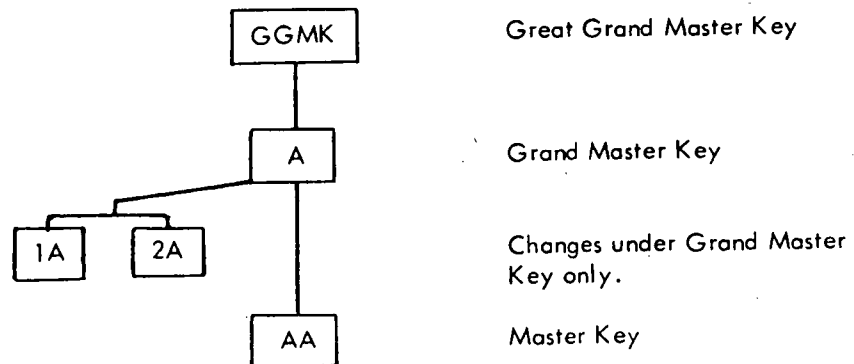 GGMK Great Grand Master Key
A Grand Master Key
1A 2A Changes under Grand Master
Key only.
AA Master Key